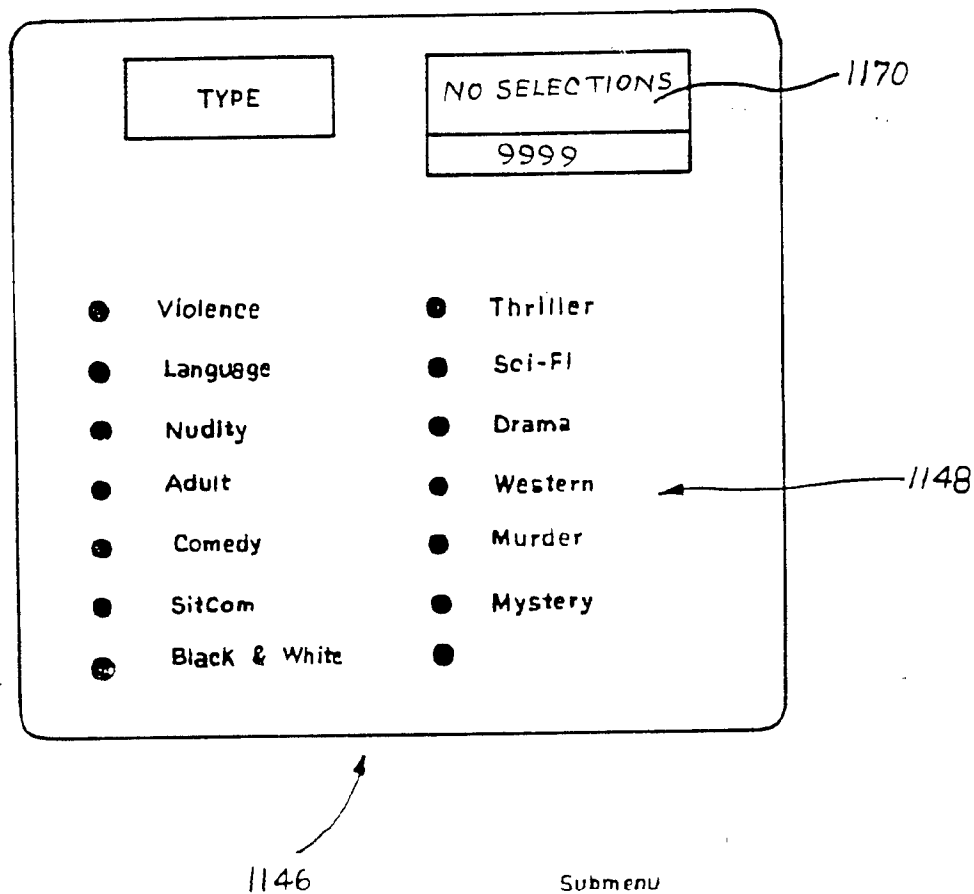 TYPE
NO SELECTIONS
9999
1170
Violence
Language
Nudity
Adult
Comedy
SitCom
Black & White
Thriller
Sci-Fi
Drama
Western
Murder
Mystery
1148
1146
Submenu